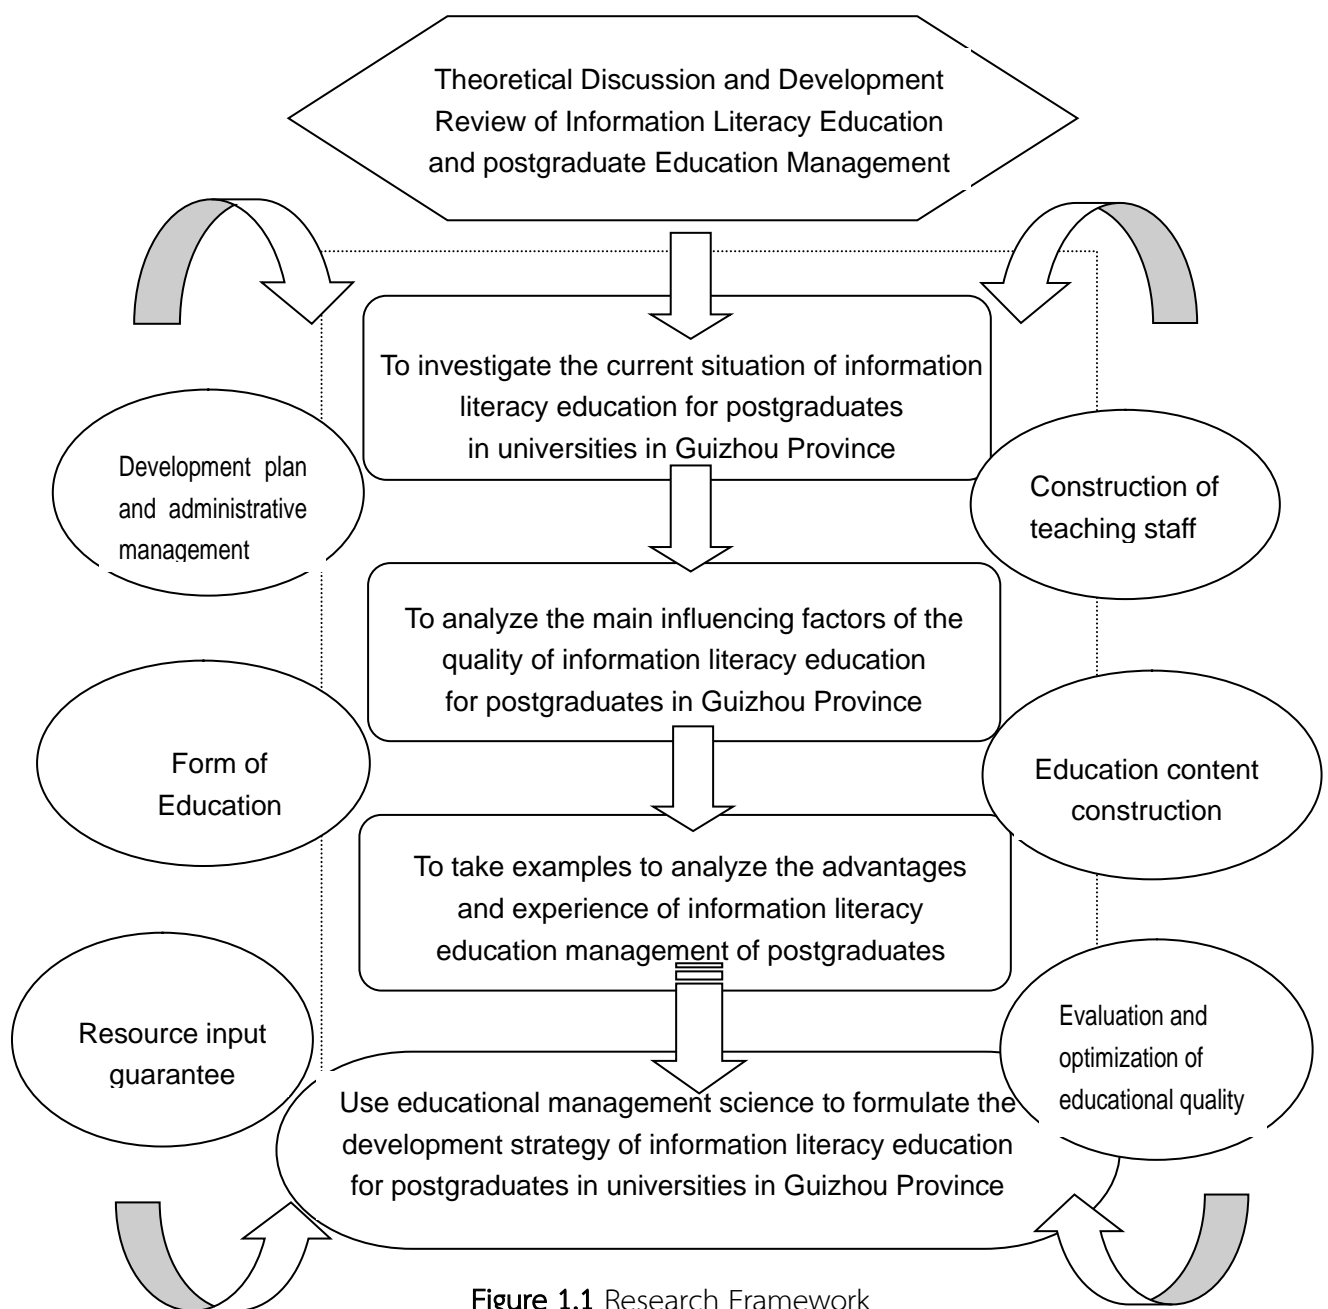 Theoretical Discussion and Development
Review of Information Literacy Education
and postgraduate Education Management
To investigate the current situation of information
literacy education for postgraduates
in universities in Guizhou Province
Development plan
and administrative
management
Construction of
teaching staff
To analyze the main influencing factors of the
quality of information literacy education
for postgraduates in Guizhou Province
Form of
Education
Education content
construction
To take examples to analyze the advantages
and experience of information literacy
education management of postgraduates
Resource input
guarantee
Evaluation and
optimization of
educational quality
Use educational management science to formulate the
development strategy of information literacy education
for postgraduates in universities in Guizhou Province
Figure 1.1 Research Framework